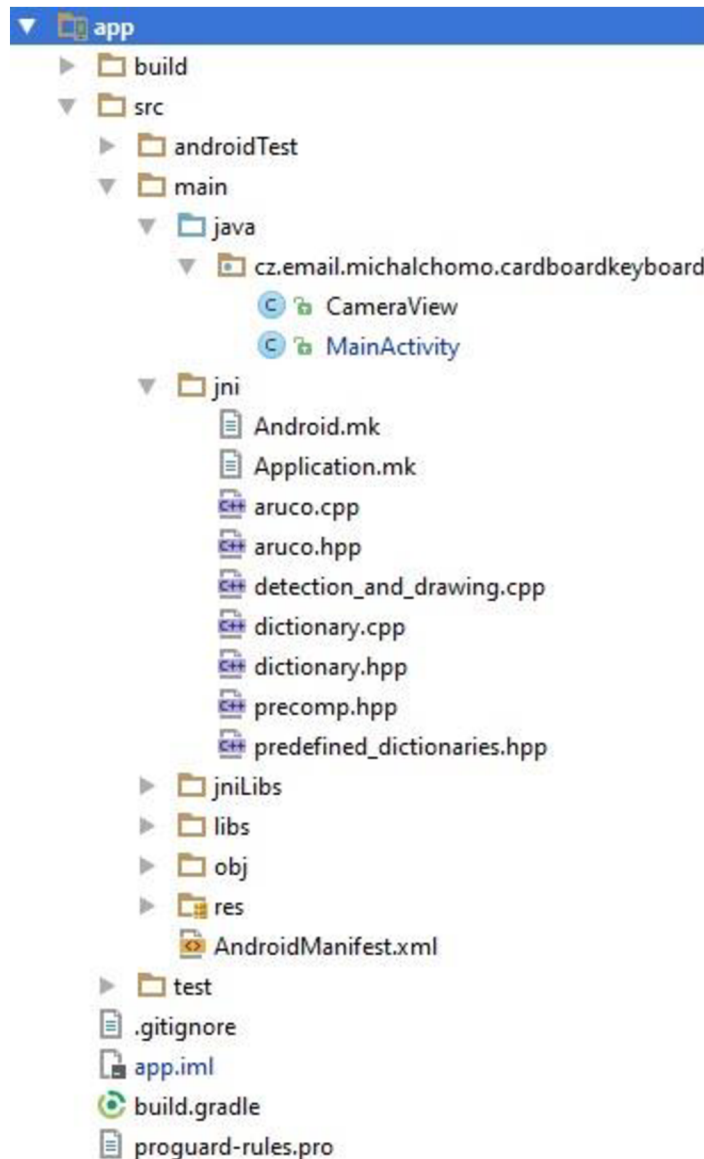 app
build
src
androidTest
main
java
cz.email.michalchomo.cardboardkeyboard
CameraView
MainActivity
jni
Android.mk
Application.mk
aruco.cpp
aruco.hpp
detection_and_drawing.cpp
dictionary.cpp
dictionary.hpp
precomp.hpp
predefined_dictionaries.hpp
jniLibs
libs
obj
res
AndroidManifest.xml
test
.gitignore
app.iml
build.gradle
proguard-rules.pro